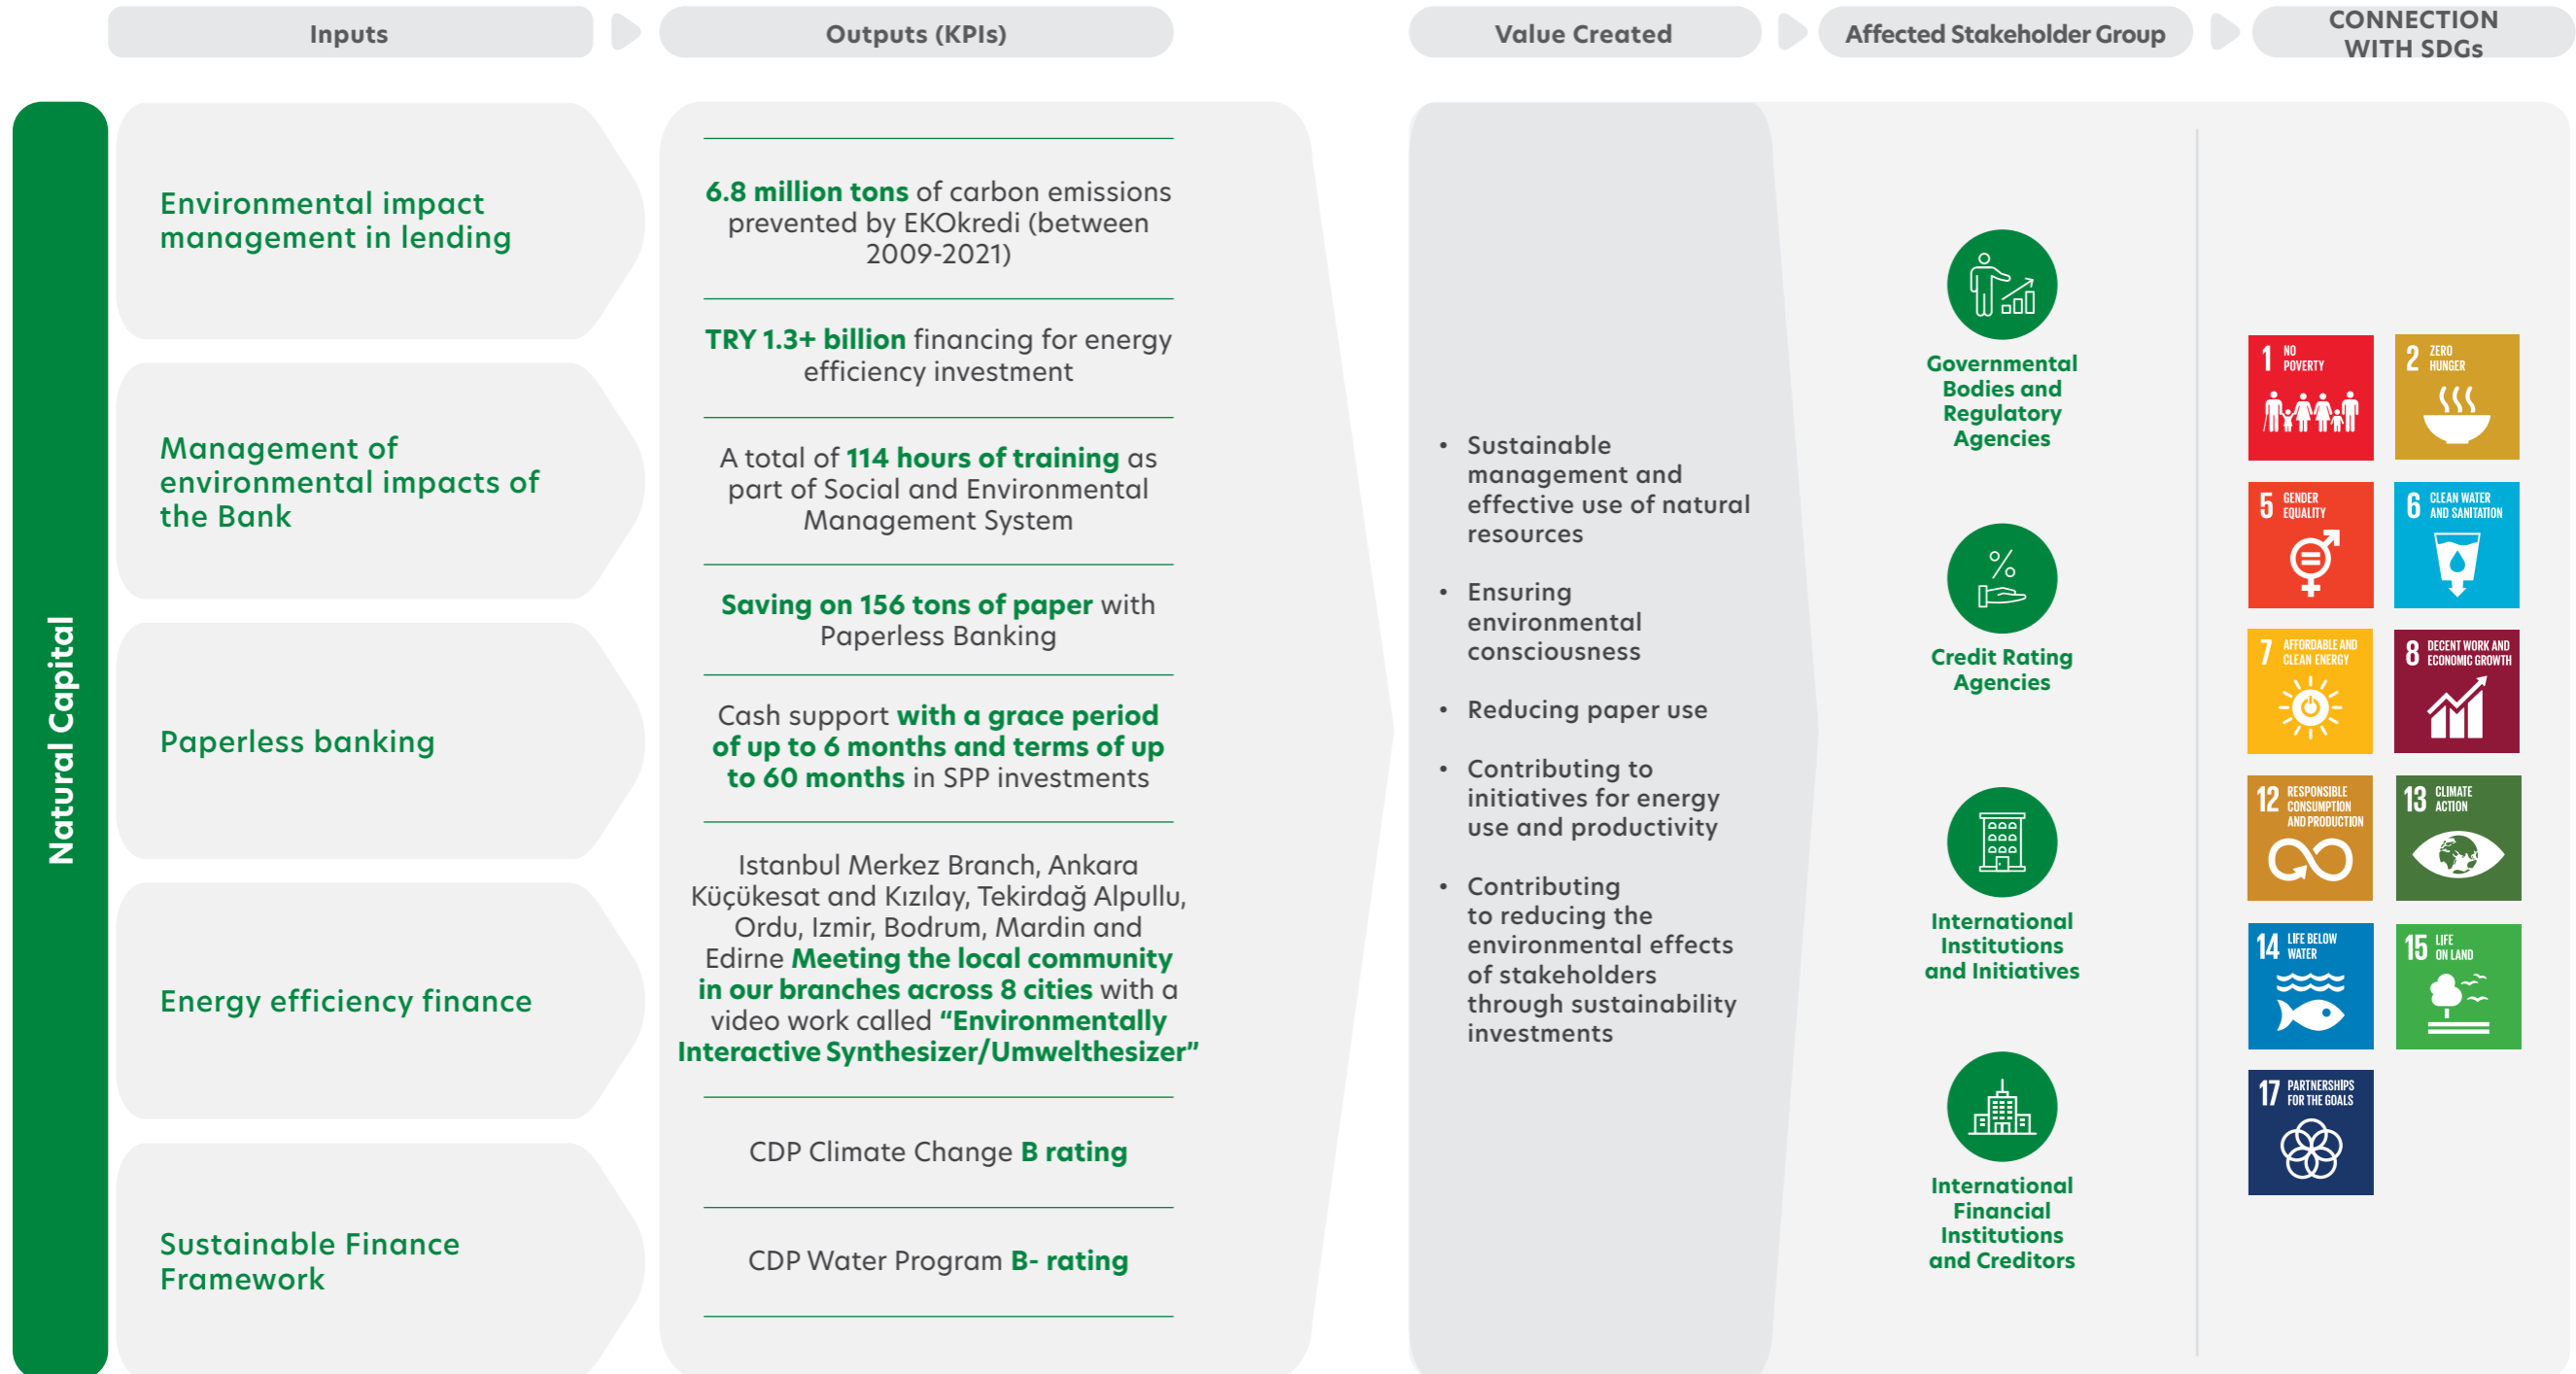 Inputs
Outputs (KPIs)
Value Created
Affected Stakeholder Group
CONNECTION
WITH SDGs
Natural Capital
Environmental impact
management in lending
Management of
environmental impacts of
the Bank
Paperless banking
Energy efficiency finance
Sustainable Finance
Framework
6.8 million tons of carbon emissions
prevented by EKOkredi (between
2009-2021)
TRY 1.3+ billion financing for energy
efficiency investment
A total of 114 hours of training as
part of Social and Environmental
Management System
Saving on 156 tons of paper with
Paperless Banking
Cash support with a grace period
of up to 6 months and terms of up
to 60 months in SPP investments
Istanbul Merkez Branch, Ankara
Küçükesat and Kızılay, Tekirdağ Alpullu,
Ordu, Izmir, Bodrum, Mardin and
Edirne Meeting the local community
in our branches across 8 cities with a
video work called “Environmentally
Interactive Synthesizer/Umwelthesizer”
CDP Climate Change B rating
CDP Water Program B- rating
• Sustainable
management and
effective use of natural
resources
• Ensuring
environmental
consciousness
• Reducing paper use
• Contributing to
initiatives for energy
use and productivity
• Contributing
to reducing the
environmental effects
of stakeholders
through sustainability
investments
Governmental
Bodies and
Regulatory
Agencies
%
Credit Rating
Agencies
International
Institutions
and Initiatives
International
Financial
Institutions
and Creditors
1 NO
POVERTY
2 ZERO
HUNGER
5 GENDER
EQUALITY
6 CLEAN WATER
AND SANITATION
7 AFFORDABLE AND
CLEAN ENERGY
8 DECENT WORK AND
ECONOMIC GROWTH
12 RESPONSIBLE
CONSUMPTION
AND PRODUCTION
13 CLIMATE
ACTION
14 LIFE BELOW
WATER
15 LIFE
ON LAND
17 PARTNERSHIPS
FOR THE GOALS